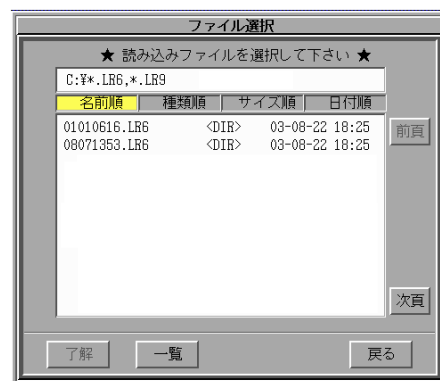 ファイル選択
★ 読み込みファイルを選択して下さい ★
C:¥*.LR6,*.LR9
名前順 種類順 サイズ順 日付順
01010616.LR6 <DIR> 03-08-22 18:25
08071353.LR6 <DIR> 03-08-22 18:25
前頁
次頁
了解 一覧 戻る